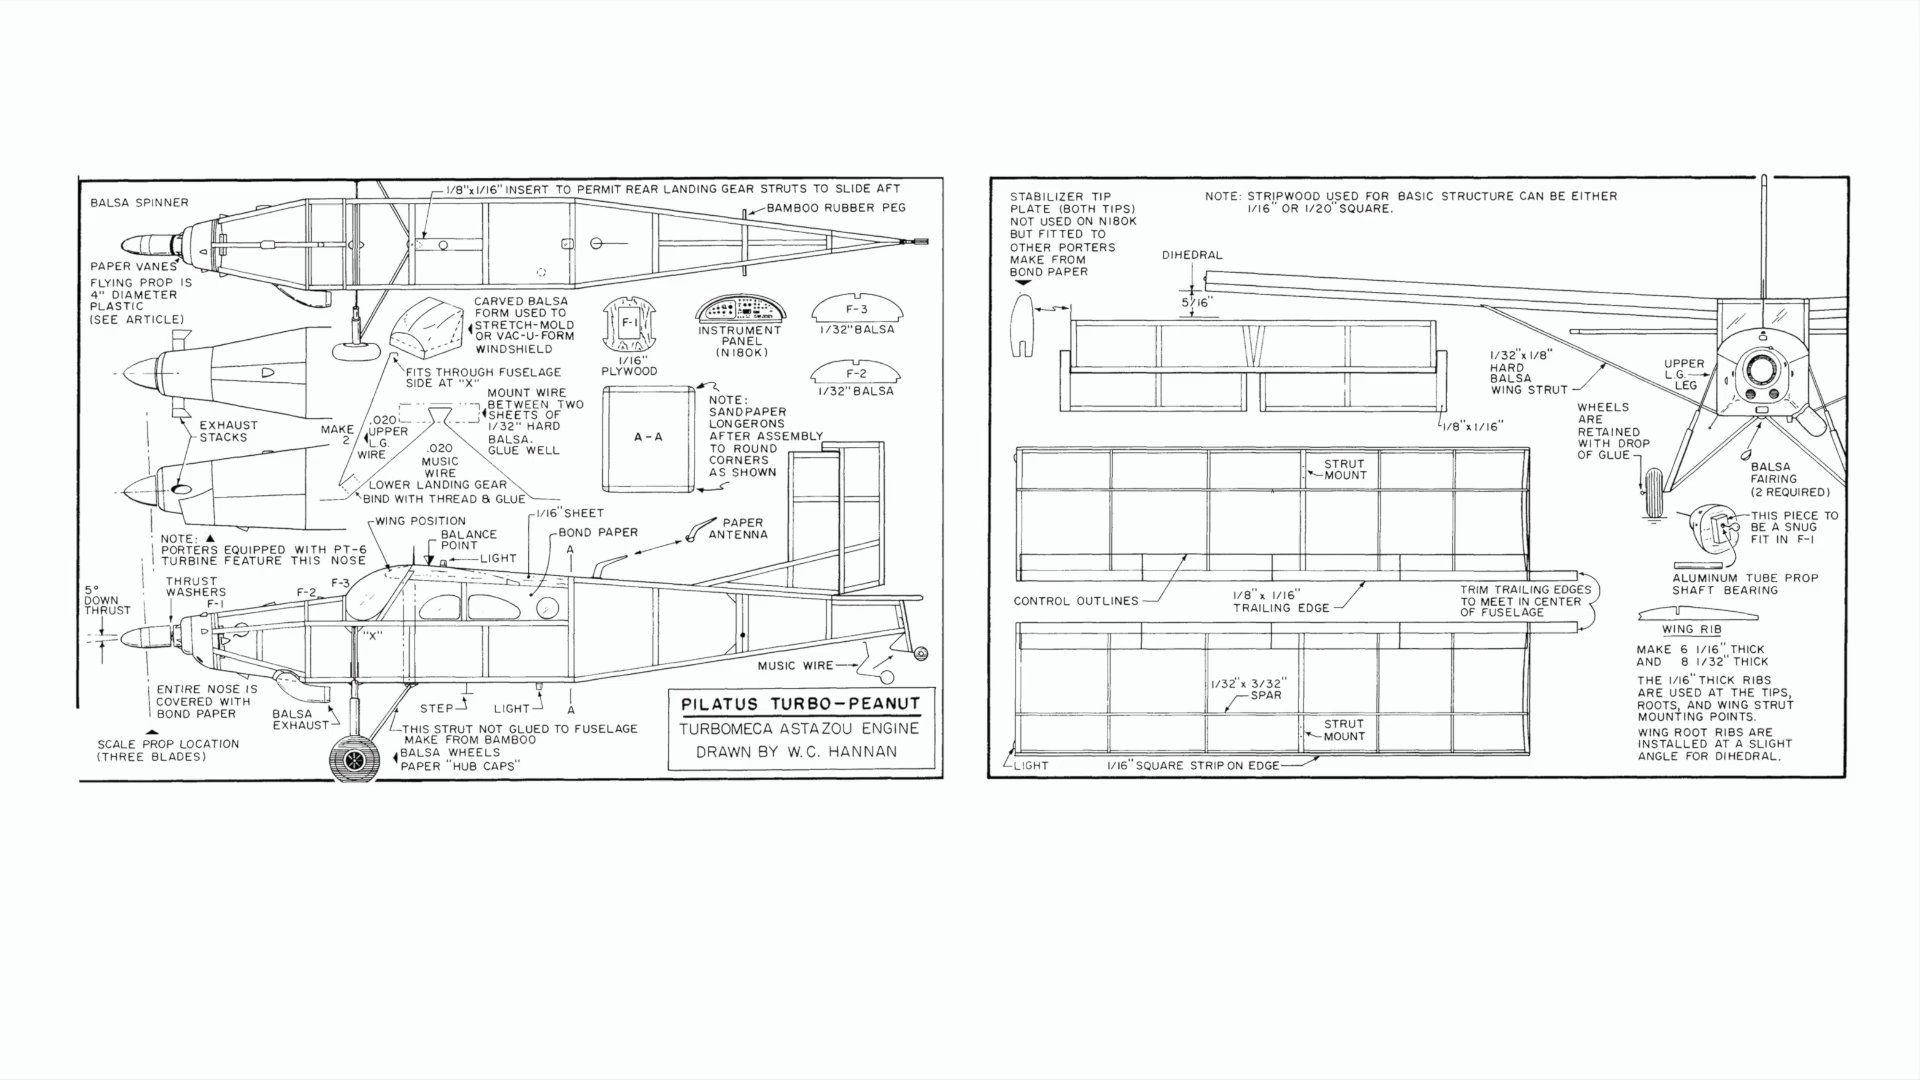 BALSA SPINNER
1/8"x1/16" INSERT TO PERMIT REAR LANDING GEAR STRUTS TO SLIDE AFT
BAMBOO RUBBER PEG
PAPER VANES
FLYING PROP IS
4" DIAMETER
PLASTIC
(SEE ARTICLE)
CARVED BALSA
FORM USED TO
STRETCH-MOLD
OR VAC-U-FORM
WINDSHIELD
F-1
1/16"
PLYWOOD
INSTRUMENT
PANEL
(N180K)
F-3
1/32" BALSA
F-2
1/32" BALSA
FITS THROUGH FUSELAGE
SIDE AT "X"
MOUNT WIRE
BETWEEN TWO
SHEETS OF
1/32" HARD
BALSA.
GLUE WELL
EXHAUST
STACKS
MAKE
2
.020
UPPER
L.G.
WIRE
.020
MUSIC
WIRE
LOWER LANDING GEAR
BIND WITH THREAD & GLUE
A-A
NOTE:
SANDPAPER
LONGERONS
AFTER ASSEMBLY
TO ROUND
CORNERS
AS SHOWN
NOTE:
PORTERS EQUIPPED WITH PT-6
TURBINE FEATURE THIS NOSE
WING POSITION
BALANCE
POINT
LIGHT
1/16" SHEET
BOND PAPER
A
PAPER
ANTENNA
5°
DOWN
THRUST
THRUST
WASHERS
F-1
F-2
F-3
"X"
MUSIC WIRE
ENTIRE NOSE IS
COVERED WITH
BOND PAPER
BALSA
EXHAUST
STEP
LIGHT
A
THIS STRUT NOT GLUED TO FUSELAGE
MAKE FROM BAMBOO
BALSA WHEELS
PAPER "HUB CAPS"
SCALE PROP LOCATION
(THREE BLADES)
PILATUS TURBO-PEANUT
TURBOMECA ASTAZOU ENGINE
DRAWN BY W.C. HANNAN
STABILIZER TIP
PLATE (BOTH TIPS)
NOT USED ON N180K
BUT FITTED TO
OTHER PORTERS
MAKE FROM
BOND PAPER
NOTE: STRIPWOOD USED FOR BASIC STRUCTURE CAN BE EITHER
1/16" OR 1/20" SQUARE.
DIHEDRAL
5/16"
1/32"x1/8"
HARD
BALSA
WING STRUT
UPPER
L.G.
LEG
1/8"x1/16"
WHEELS
ARE
RETAINED
WITH DROP
OF GLUE
BALSA
FAIRING
(2 REQUIRED)
STRUT
MOUNT
THIS PIECE TO
BE A SNUG
FIT IN F-1
ALUMINUM TUBE PROP
SHAFT BEARING
CONTROL OUTLINES
1/8"x 1/16"
TRAILING EDGE
TRIM TRAILING EDGES
TO MEET IN CENTER
OF FUSELAGE
WING RIB
MAKE 6 1/16" THICK
AND 8 1/32" THICK
THE 1/16" THICK RIBS
ARE USED AT THE TIPS,
ROOTS, AND WING STRUT
MOUNTING POINTS.
WING ROOT RIBS ARE
INSTALLED AT A SLIGHT
ANGLE FOR DIHEDRAL.
1/32"x 3/32"
SPAR
STRUT
MOUNT
LIGHT
1/16" SQUARE STRIP ON EDGE